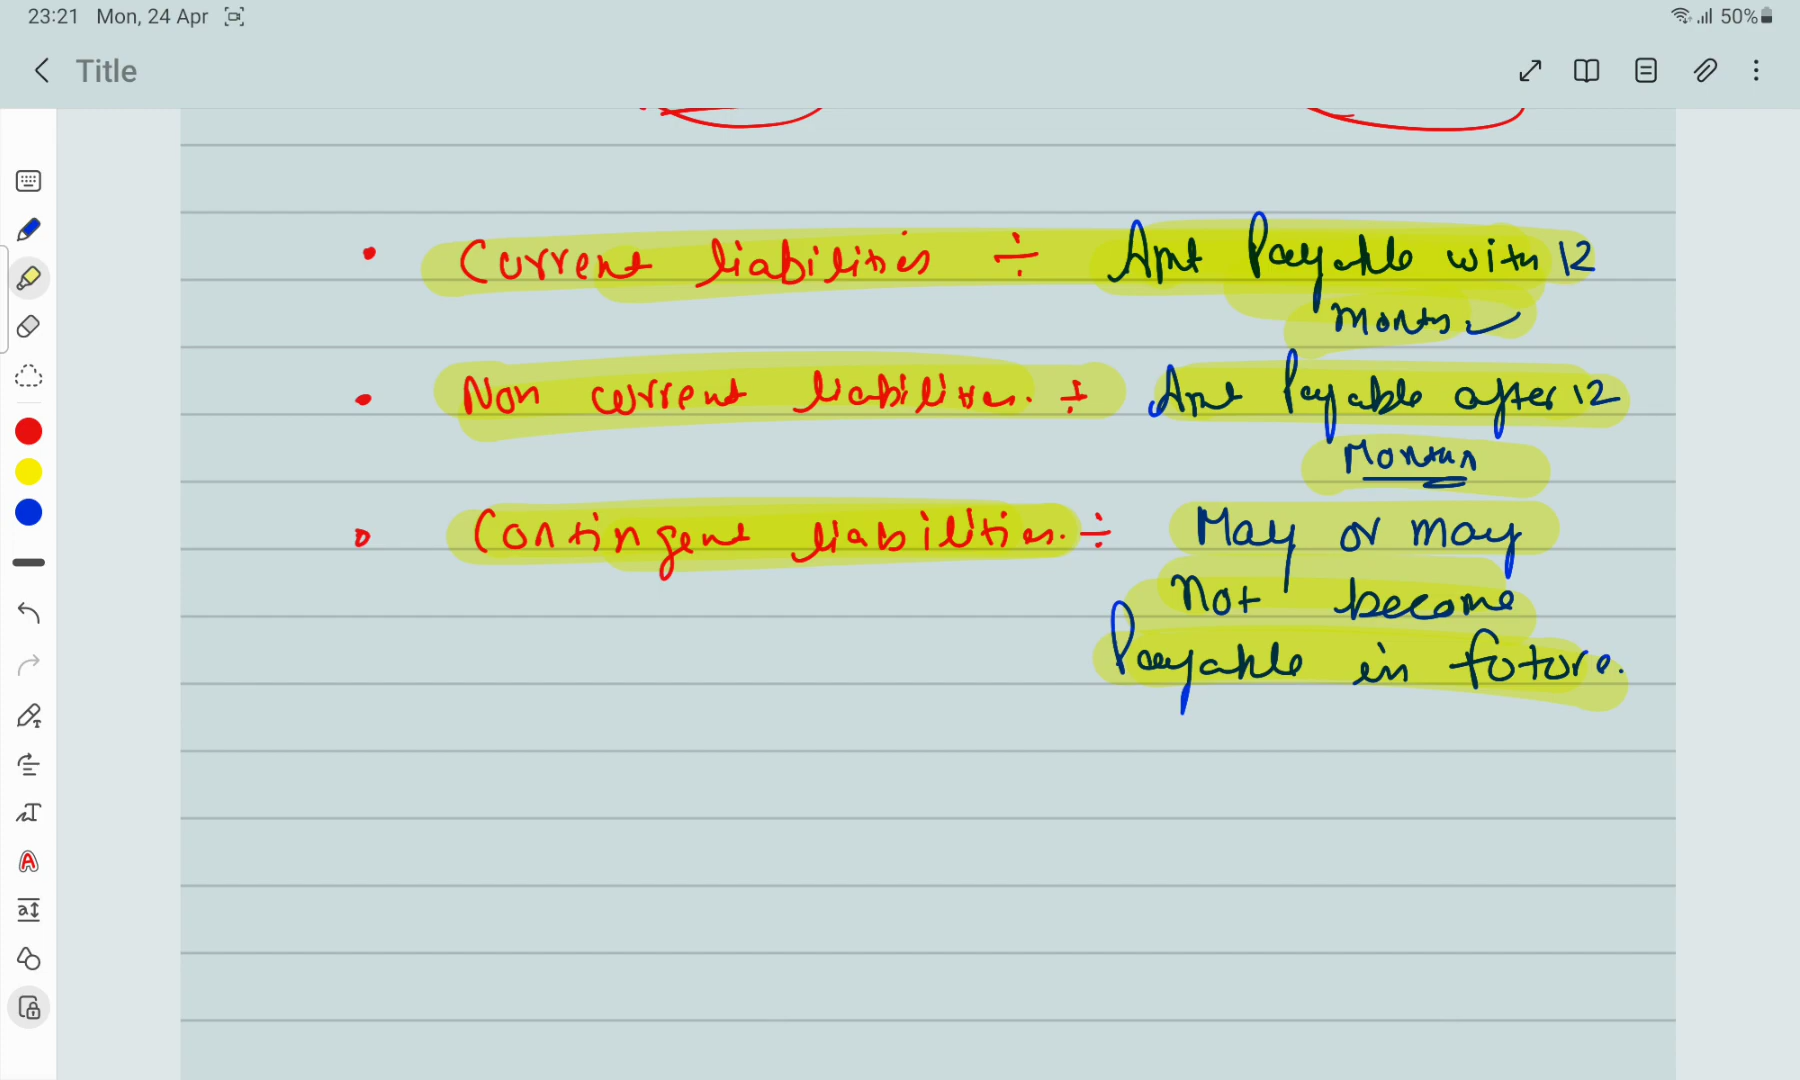 23:21 Mon, 24 Apr 50%
Title
• Current liabilities ÷ Amt Payable with 12
Months.
• Non current liabilities. ÷ Amt Payable after 12
Months
• Contingent liabilities. ÷ May or may
Not become
Payable in future.